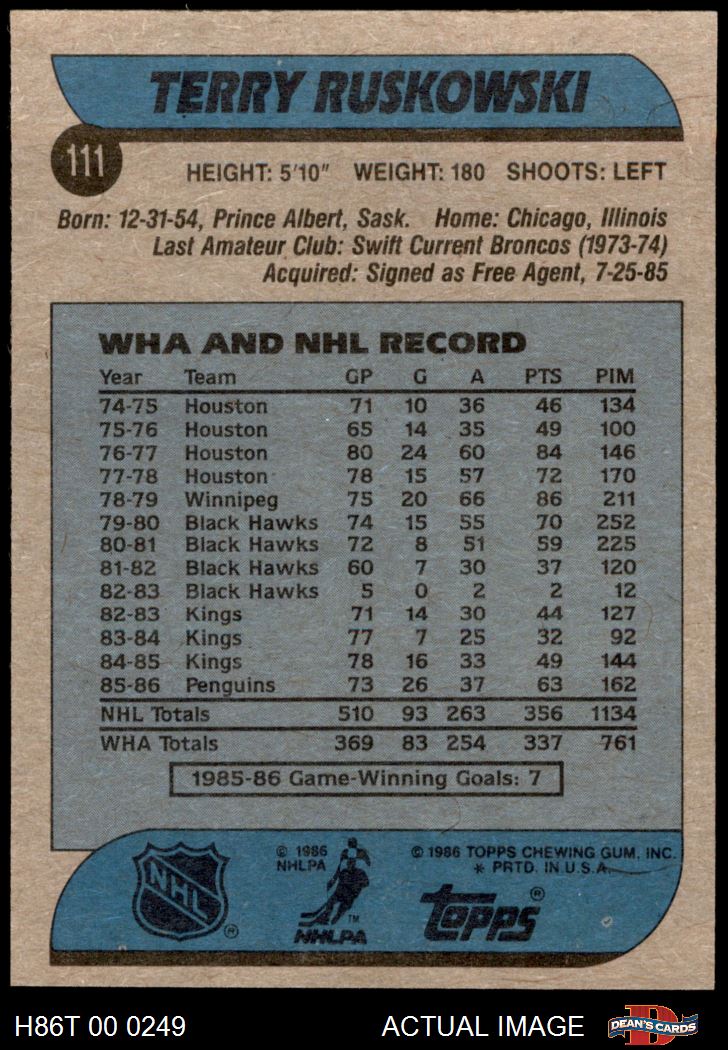 TERRY RUSKOWSKI
111
HEIGHT: 5'10" WEIGHT: 180 SHOOTS: LEFT
Born: 12-31-54, Prince Albert, Sask. Home: Chicago, Illinois
Last Amateur Club: Swift Current Broncos (1973-74)
Acquired: Signed as Free Agent, 7-25-85
WHA AND NHL RECORD
Year Team GP G A PTS PIM
74-75 Houston 71 10 36 46 134
75-76 Houston 65 14 35 49 100
76-77 Houston 80 24 60 84 146
77-78 Houston 78 15 57 72 170
78-79 Winnipeg 75 20 66 86 211
79-80 Black Hawks 74 15 55 70 252
80-81 Black Hawks 72 8 51 59 225
81-82 Black Hawks 60 7 30 37 120
82-83 Black Hawks 5 0 2 2 12
82-83 Kings 71 14 30 44 127
83-84 Kings 77 7 25 32 92
84-85 Kings 78 16 33 49 144
85-86 Penguins 73 26 37 63 162
NHL Totals 510 93 263 356 1134
WHA Totals 369 83 254 337 761
1985-86 Game-Winning Goals: 7
NHL ®
© 1986
NHLPA
TM
NHLPA
© 1986 TOPPS CHEWING GUM, INC.
* PRTD. IN U.S.A.
topps ®
H86T 00 0249 ACTUAL IMAGE
D
DEAN'S CARDS